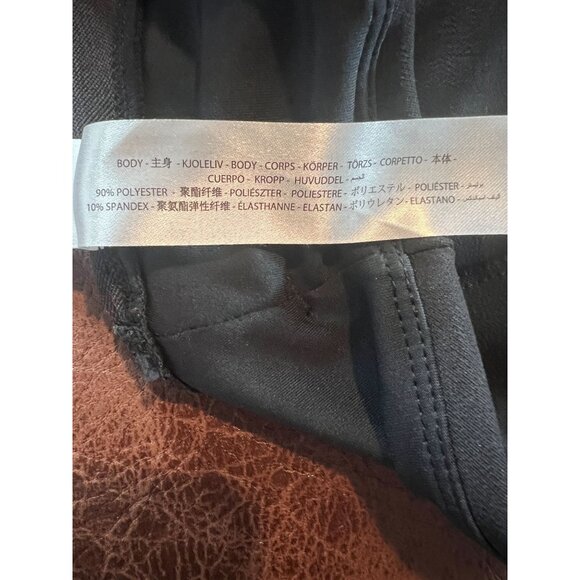 BODY - 主身 - KJOLELIV - BODY - CORPS - KÖRPER - TÖRZS - CORPETTO - 本体 -
CUERPO - KROPP - HUVUDDEL - الجسم
90% POLYESTER - 聚酯纤维 - POLIÉSZTER - POLIESTERE - ポリエステル - POLIÉSTER - بوليستر
10% SPANDEX - 聚氨酯弹性纤维 - ÉLASTHANNE - ELASTAN - ポリウレタン - ELASTANO -